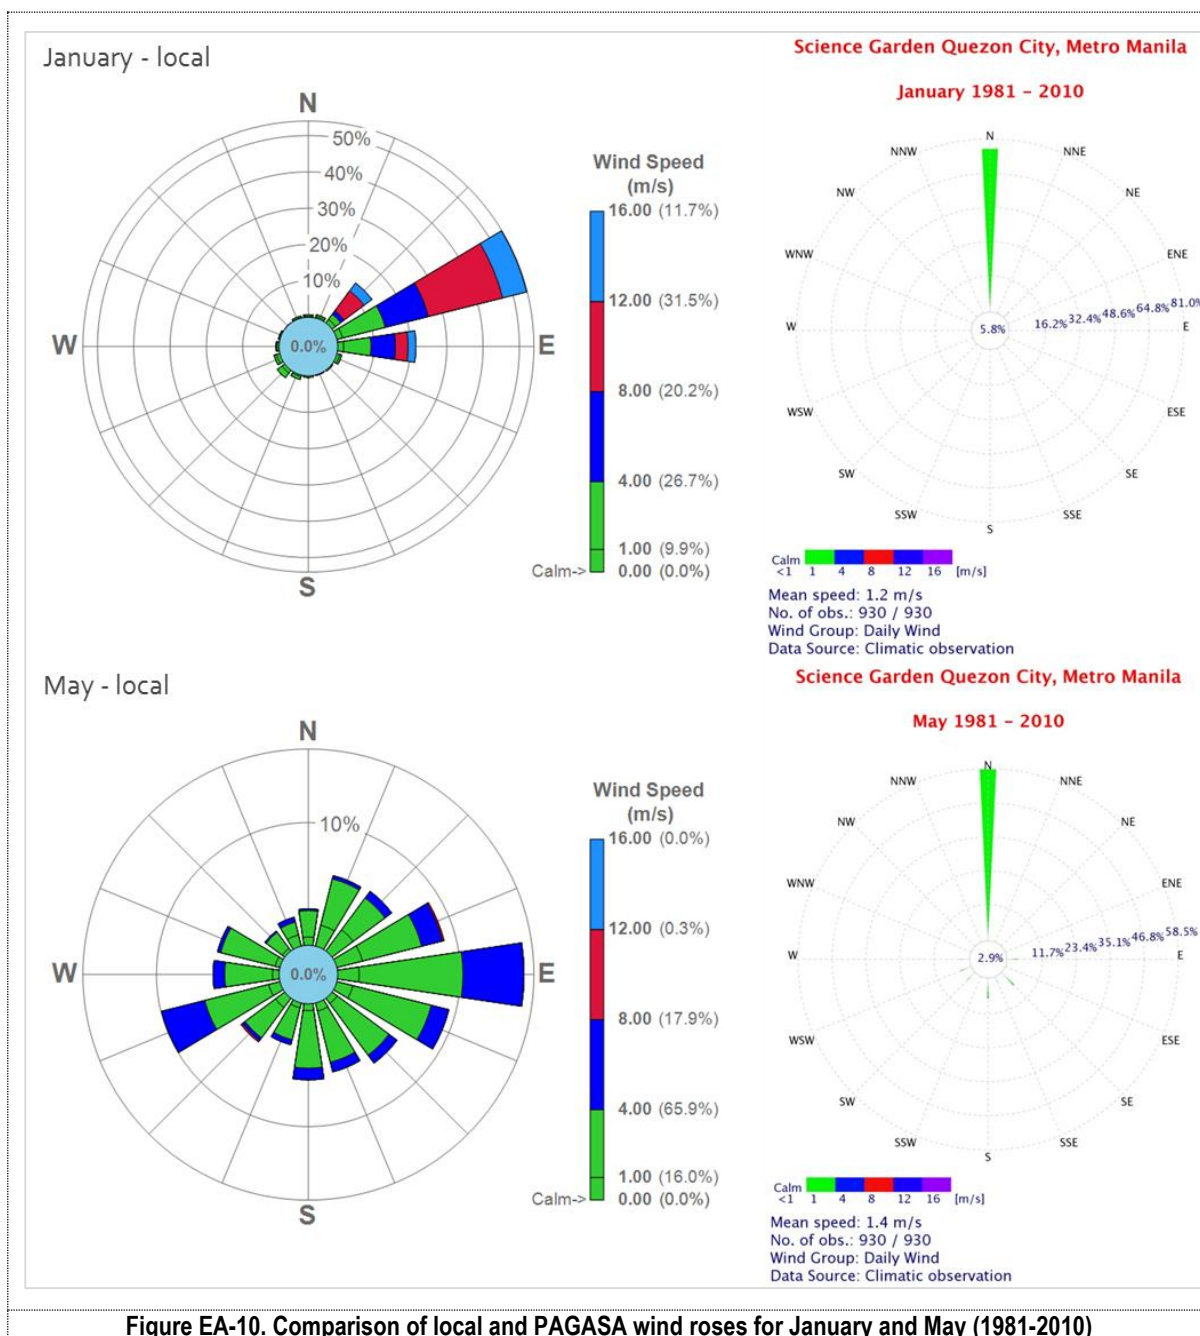 January - local
N
50%
40%
30%
20%
10%
W
0.0%
E
S
Wind Speed
(m/s)
16.00 (11.7%)
12.00 (31.5%)
8.00 (20.2%)
4.00 (26.7%)
1.00 (9.9%)
Calm-> 0.00 (0.0%)
Science Garden Quezon City, Metro Manila
January 1981 - 2010
N
NNW NNE
NW NE
WNW ENE
W 5.8% 16.2% 32.4% 48.6% 64.8% 81.0% E
WSW ESE
SW SE
SSW SSE
S
Calm
<1 1 4 8 12 16 [m/s]
Mean speed: 1.2 m/s
No. of obs.: 930 / 930
Wind Group: Daily Wind
Data Source: Climatic observation
May - local
N
10%
W
0.0%
E
S
Wind Speed
(m/s)
16.00 (0.0%)
12.00 (0.3%)
8.00 (17.9%)
4.00 (65.9%)
1.00 (16.0%)
Calm-> 0.00 (0.0%)
Science Garden Quezon City, Metro Manila
May 1981 - 2010
N
NNW NNE
NW NE
WNW ENE
W 2.9% 11.7% 23.4% 35.1% 46.8% 58.5% E
WSW ESE
SW SE
SSW SSE
S
Calm
<1 1 4 8 12 16 [m/s]
Mean speed: 1.4 m/s
No. of obs.: 930 / 930
Wind Group: Daily Wind
Data Source: Climatic observation
Figure EA-10. Comparison of local and PAGASA wind roses for January and May (1981-2010)